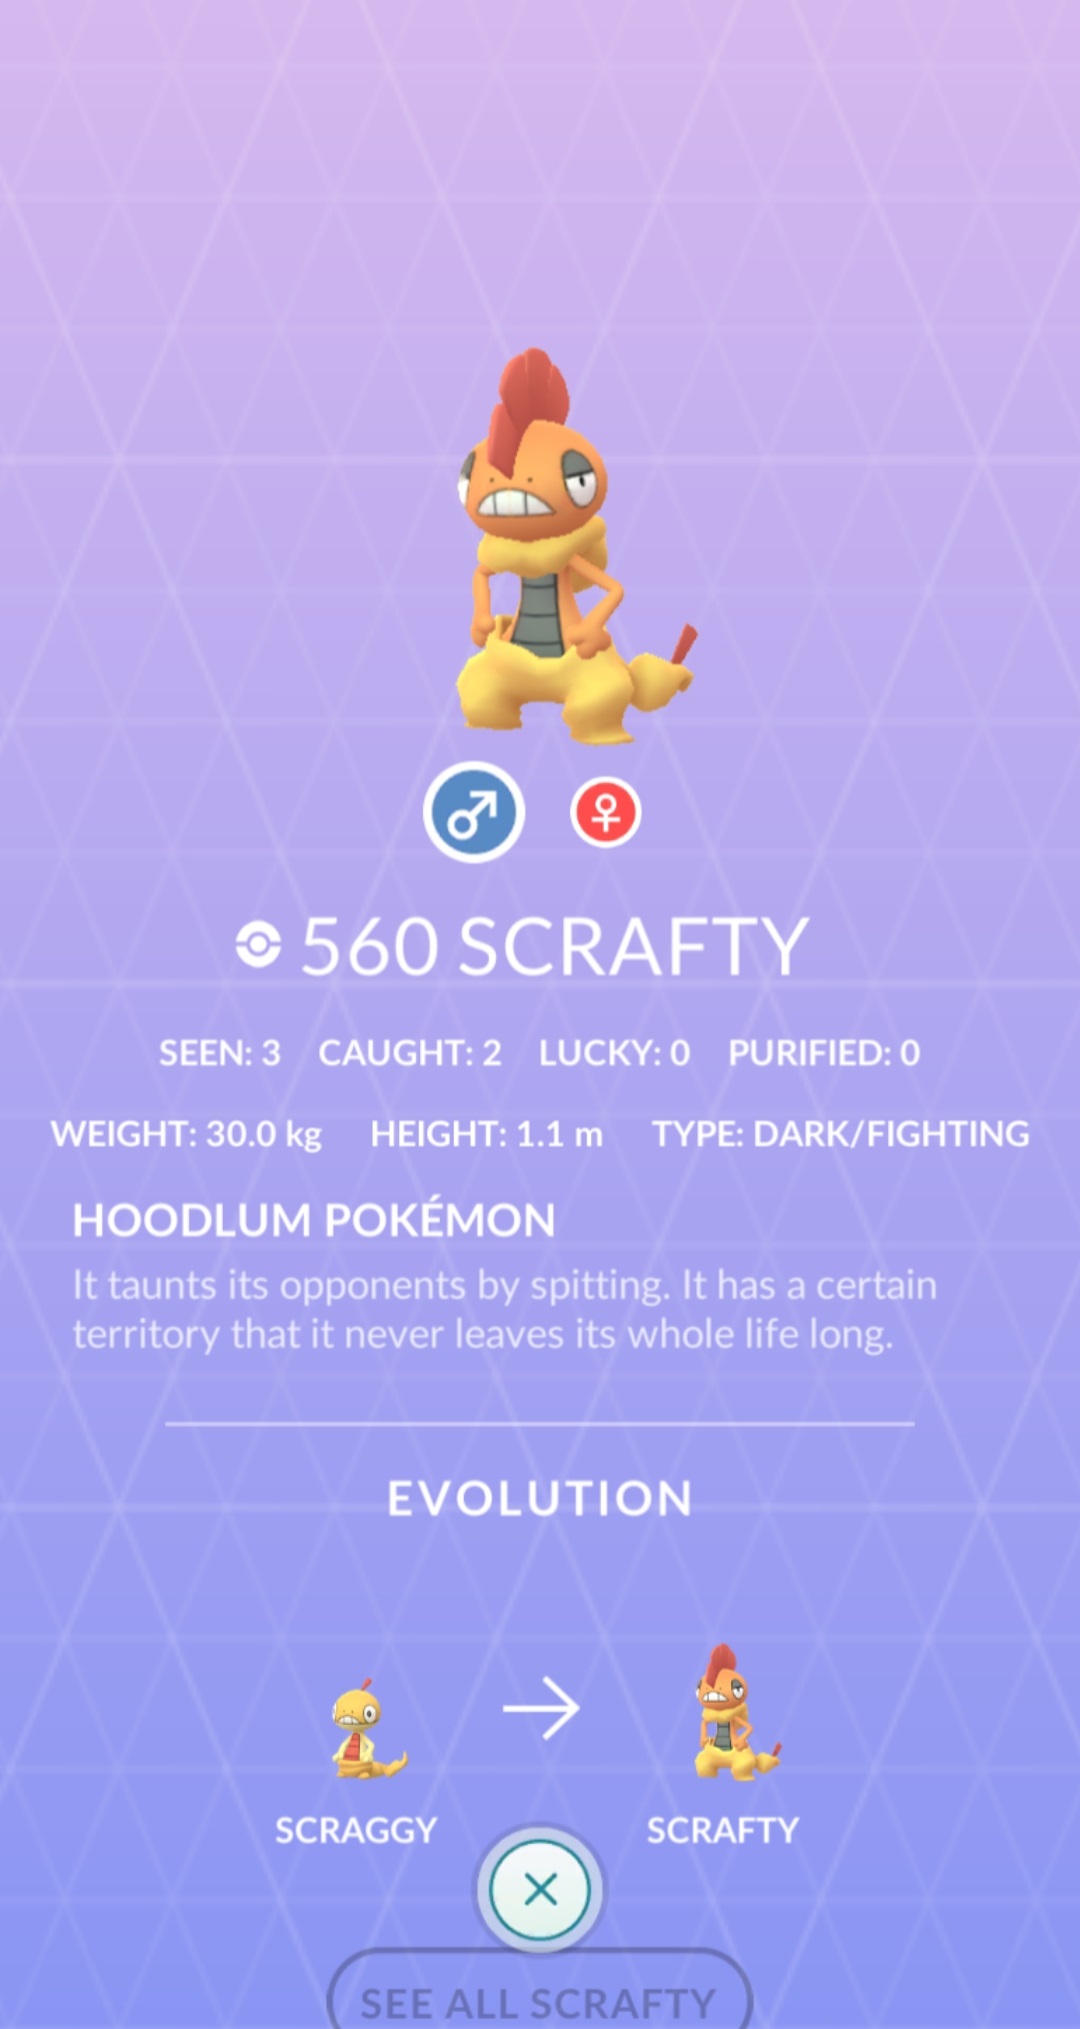 560 SCRAFTY
SEEN: 3 CAUGHT: 2 LUCKY: 0 PURIFIED: 0
WEIGHT: 30.0 kg HEIGHT: 1.1 m TYPE: DARK/FIGHTING
HOODLUM POKÉMON
It taunts its opponents by spitting. It has a certain
territory that it never leaves its whole life long.
EVOLUTION
SCRAGGY SCRAFTY
SEE ALL SCRAFTY